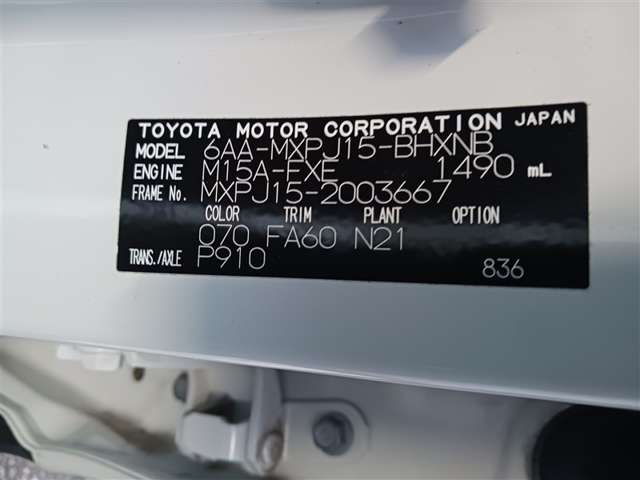 TOYOTA MOTOR CORPORATION JAPAN
MODEL 6AA-MXPJ15-BHXNB
ENGINE M15A-FXE 1490 mL
FRAME No. MXPJ15-2003667
COLOR TRIM PLANT OPTION
070 FA60 N21
TRANS./AXLE P910 836